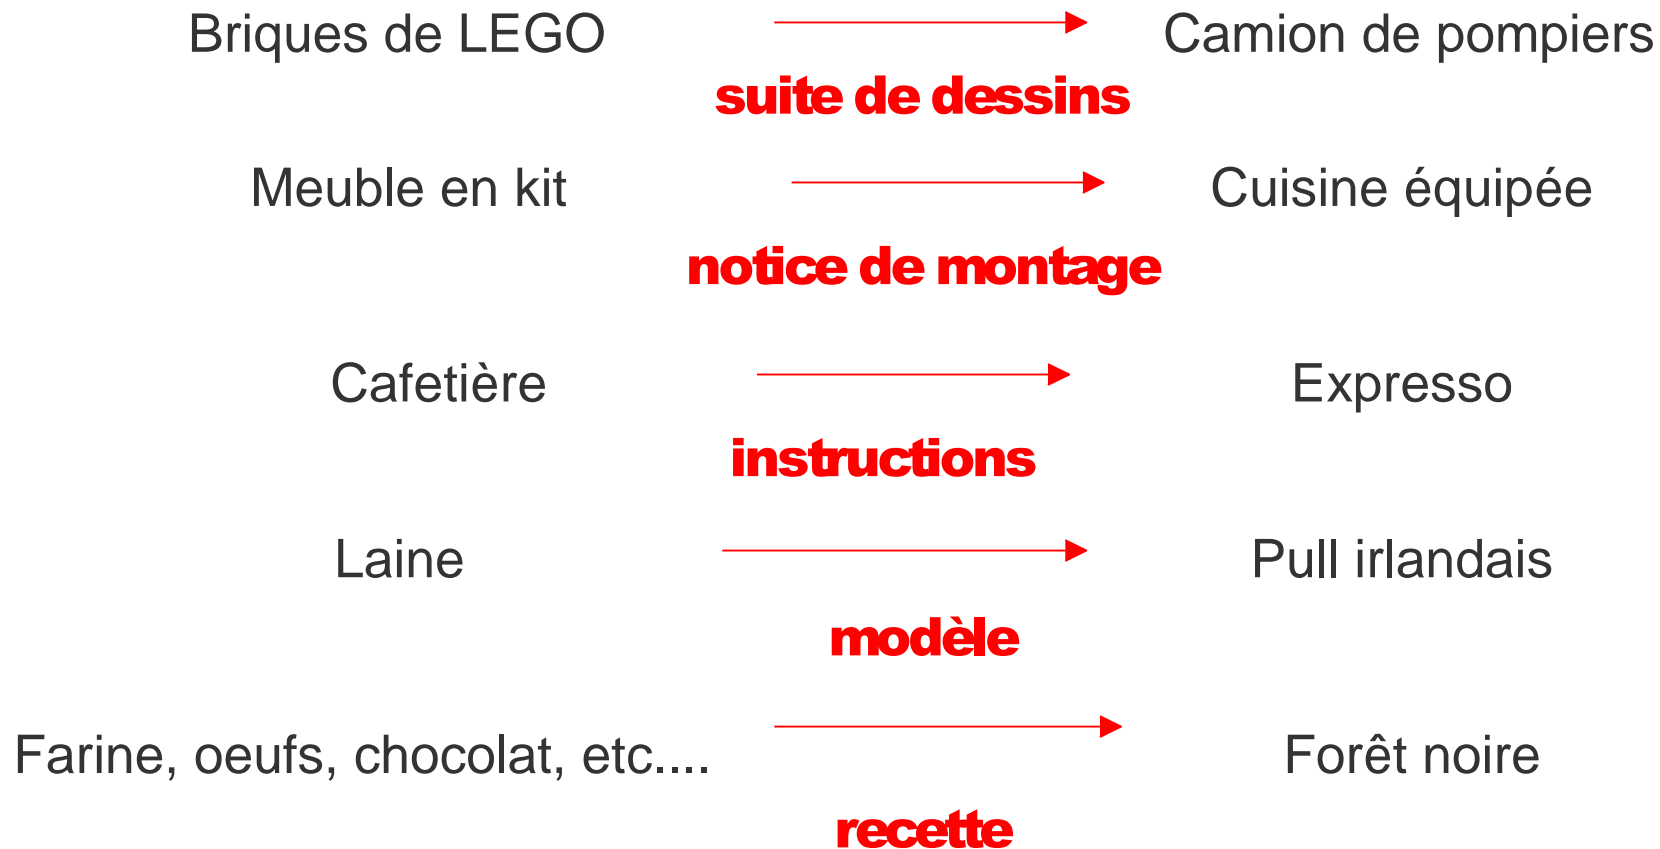 Briques de LEGO Camion de pompiers
suite de dessins
Meuble en kit Cuisine équipée
notice de montage
Cafetière Expresso
instructions
Laine Pull irlandais
modèle
Farine, oeufs, chocolat, etc.... Forêt noire
recette